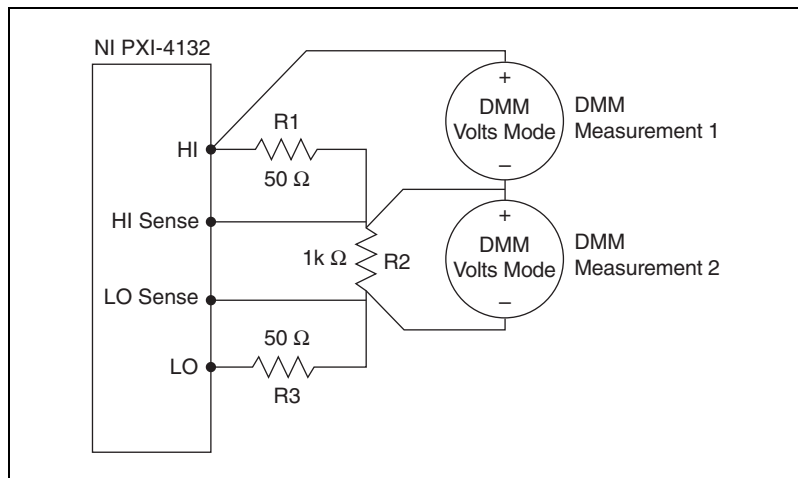 NI PXI-4132
HI
R1
50 Ω
HI Sense
1k Ω
R2
LO Sense
50 Ω
LO
R3
+
DMM
Volts Mode
–
DMM
Measurement 1
+
DMM
Volts Mode
–
DMM
Measurement 2